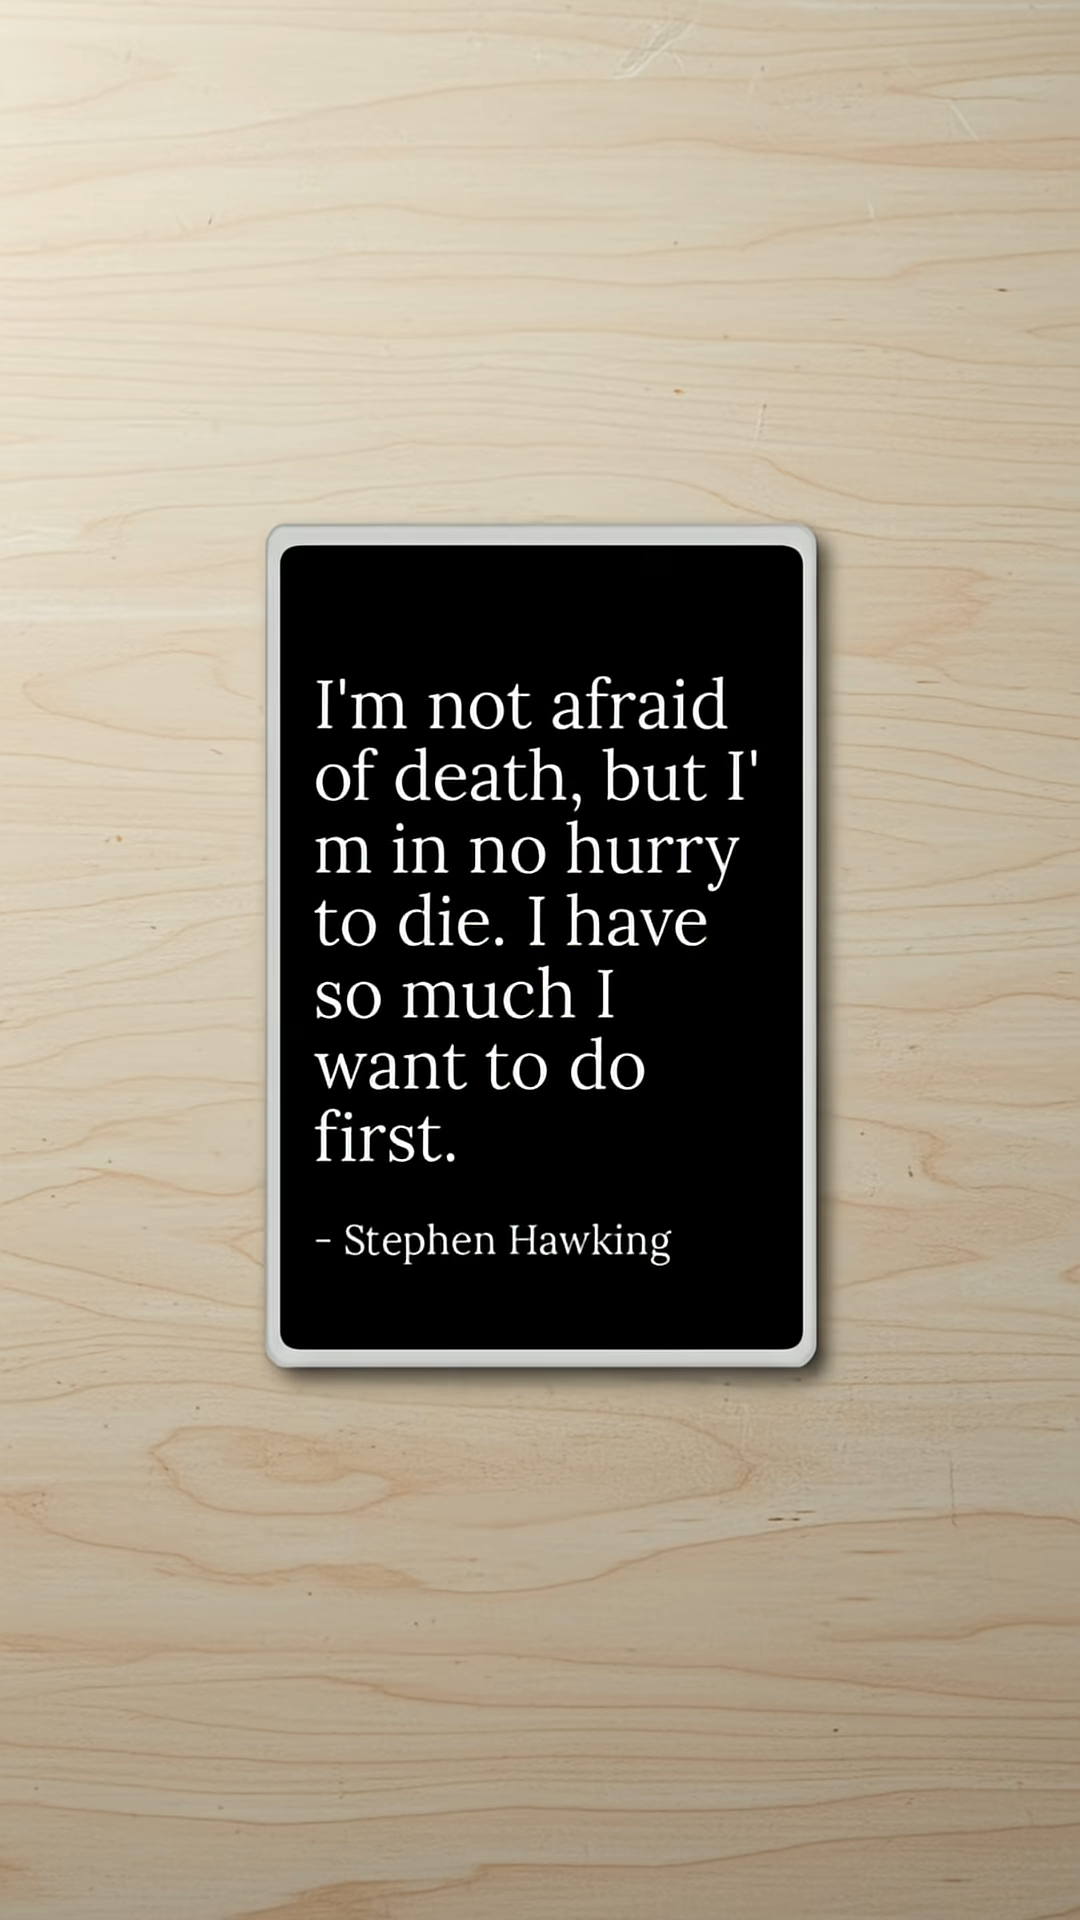 I'm not afraid
of death, but I'
m in no hurry
to die. I have
so much I
want to do
first.
- Stephen Hawking